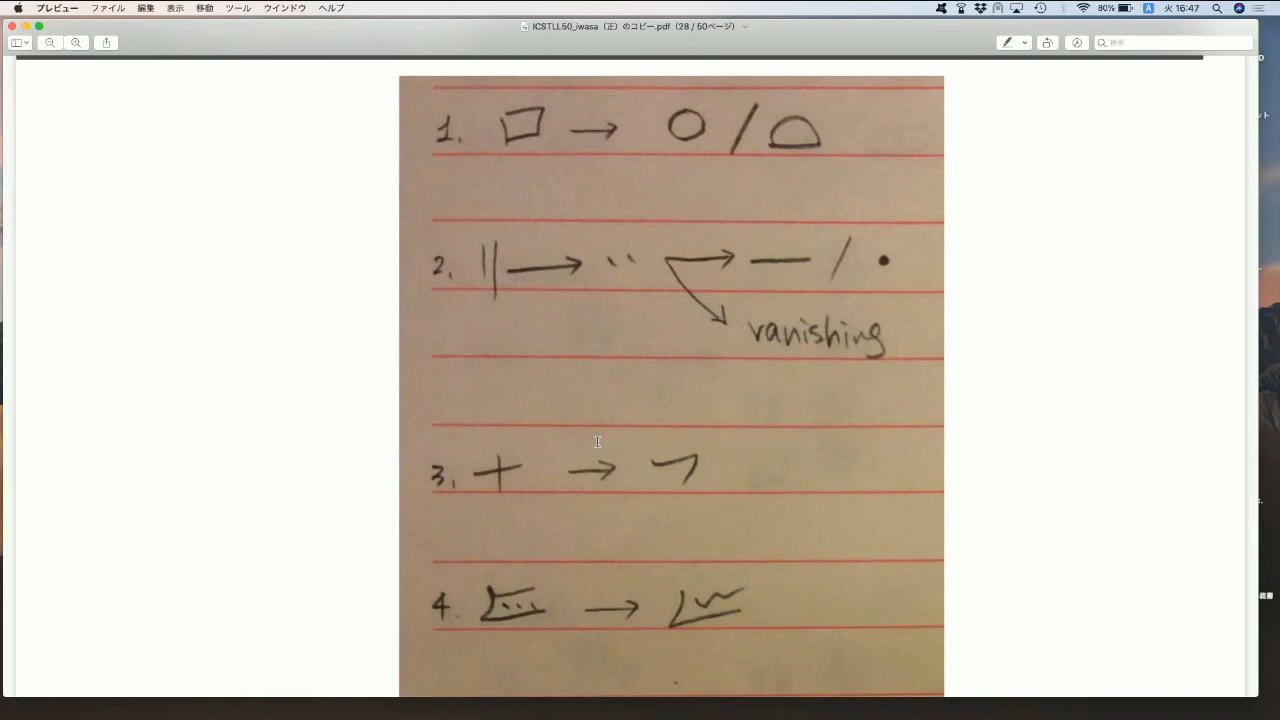 プレビュー ファイル 編集 表示 移動 ツール ウインドウ ヘルプ 80% A 火 16:47
ICSTLL50_iwasa（正）のコピー.pdf（28 / 50ページ）
検索
1. □ → ○ / ⌓
2. || → ·· → — / •
vanishing
3. + → ㇇
4. →